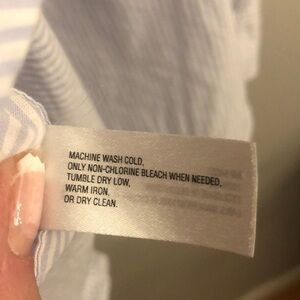 MACHINE WASH COLD,
ONLY NON-CHLORINE BLEACH WHEN NEEDED,
TUMBLE DRY LOW,
WARM IRON,
OR DRY CLEAN.